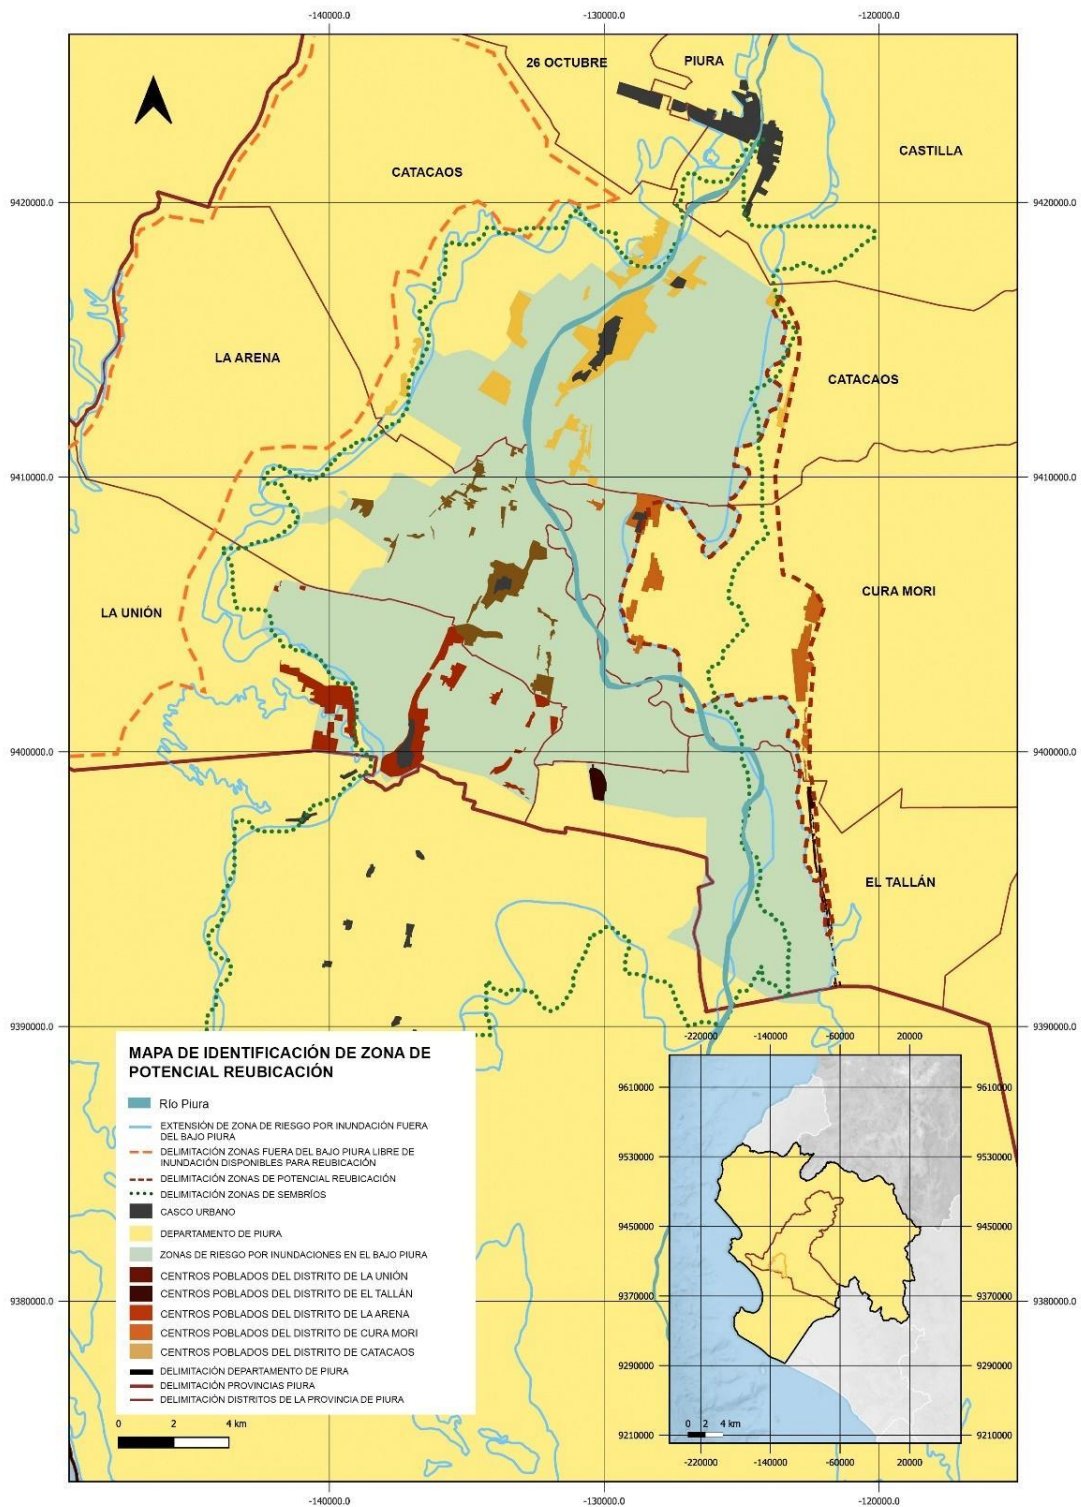 -140000.0 -130000.0 -120000.0
26 OCTUBRE
PIURA
CASTILLA
CATACAOS
9420000.0 9420000.0
LA ARENA
CATACAOS
9410000.0 9410000.0
LA UNIÓN
CURA MORI
9400000.0 9400000.0
EL TALLÁN
9390000.0 9390000.0
MAPA DE IDENTIFICACIÓN DE ZONA DE
POTENCIAL REUBICACIÓN
Río Piura
EXTENSIÓN DE ZONA DE RIESGO POR INUNDACIÓN FUERA
DEL BAJO PIURA
DELIMITACIÓN ZONAS FUERA DEL BAJO PIURA LIBRE DE
INUNDACIÓN DISPONIBLES PARA REUBICACIÓN
DELIMITACIÓN ZONAS DE POTENCIAL REUBICACIÓN
DELIMITACIÓN ZONAS DE SEMBRÍOS
CASCO URBANO
DEPARTAMENTO DE PIURA
ZONAS DE RIESGO POR INUNDACIONES EN EL BAJO PIURA
CENTROS POBLADOS DEL DISTRITO DE LA UNIÓN
CENTROS POBLADOS DEL DISTRITO DE EL TALLÁN
CENTROS POBLADOS DEL DISTRITO DE LA ARENA
CENTROS POBLADOS DEL DISTRITO DE CURA MORI
CENTROS POBLADOS DEL DISTRITO DE CATACAOS
DELIMITACIÓN DEPARTAMENTO DE PIURA
DELIMITACIÓN PROVINCIAS PIURA
DELIMITACIÓN DISTRITOS DE LA PROVINCIA DE PIURA
0 2 4 km
9380000.0 9380000.0
-220000 -140000 -60000 20000
9610000 9610000
9530000 9530000
9450000 9450000
9370000 9370000
9290000 9290000
0 2 4 km
9210000 9210000
-220000 -140000 -60000 20000
-140000.0 -130000.0 -120000.0